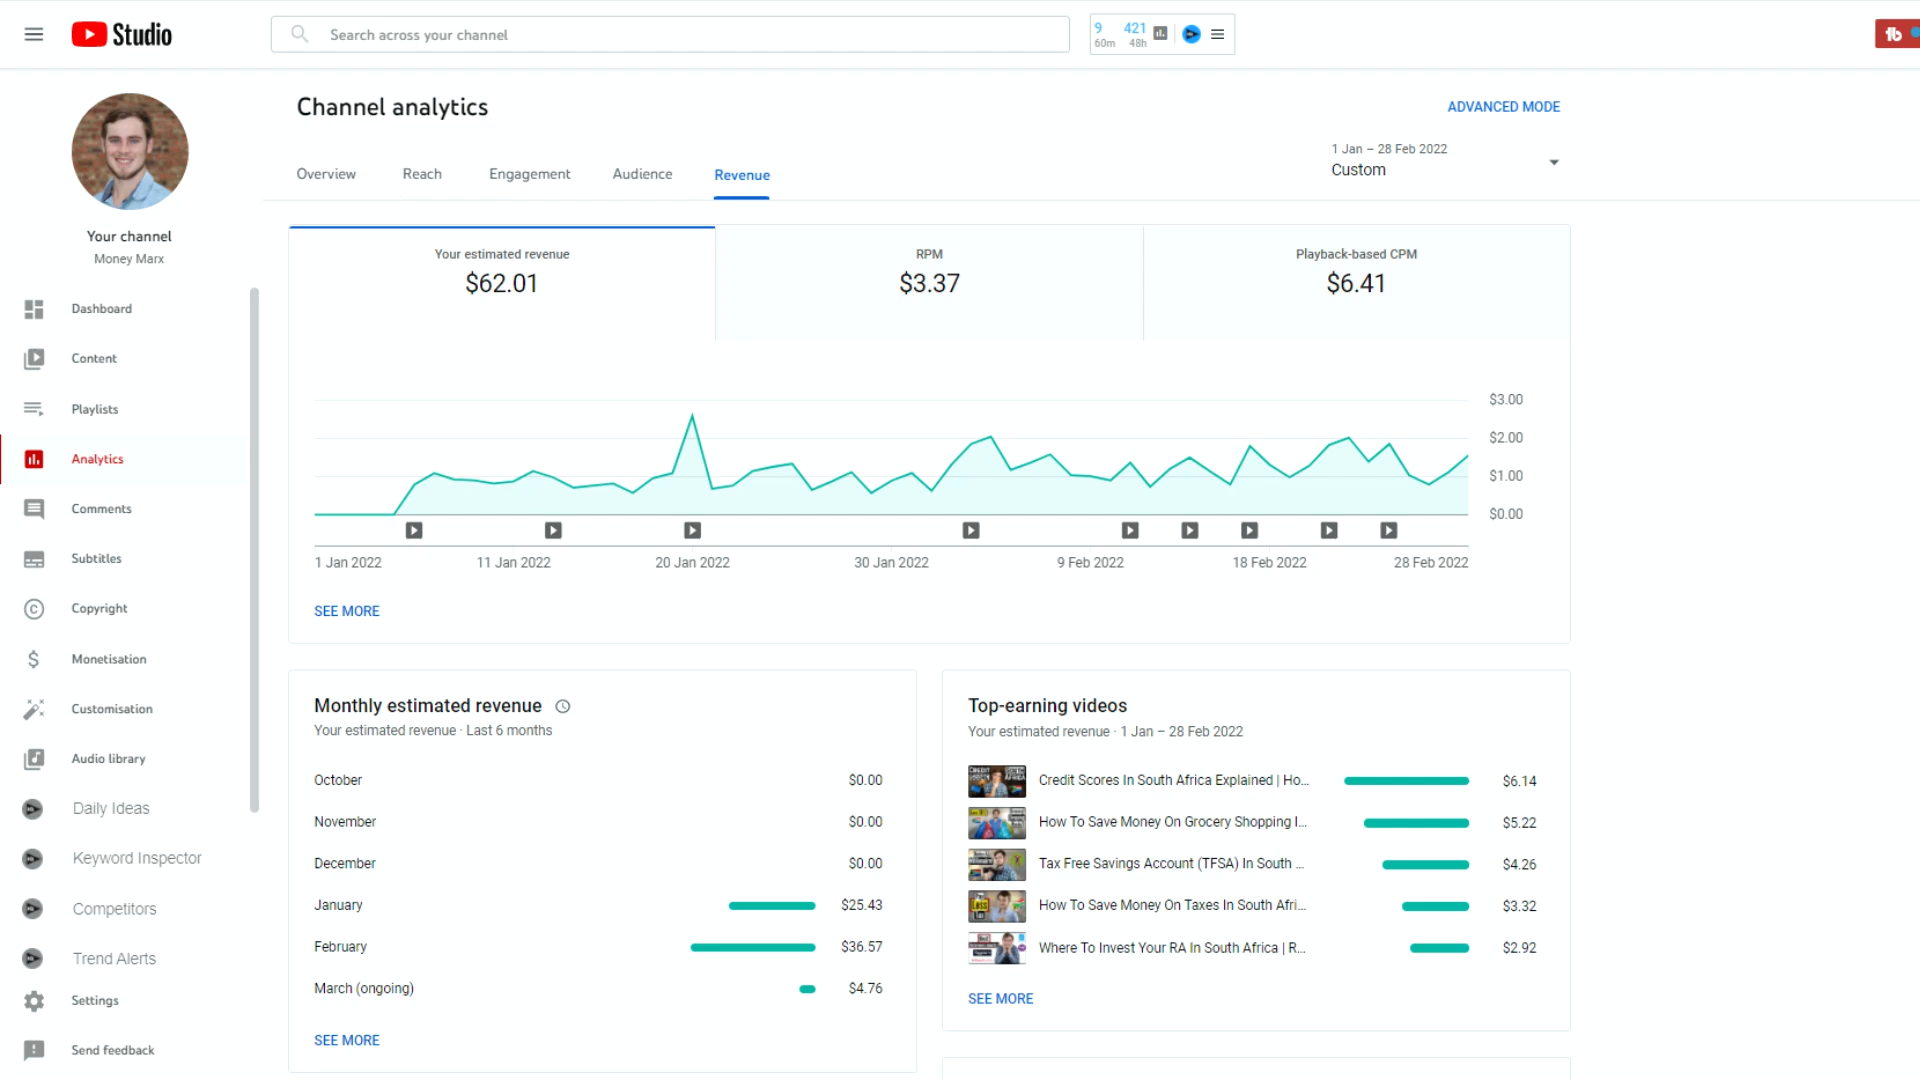 Studio
Search across your channel
9 421
60m 48h
Channel analytics
ADVANCED MODE
1 Jan – 28 Feb 2022
Custom
Overview Reach Engagement Audience Revenue
Your channel
Money Marx
Dashboard
Content
Playlists
Analytics
Comments
Subtitles
Copyright
Monetisation
Customisation
Audio library
Daily Ideas
Keyword Inspector
Competitors
Trend Alerts
Settings
Send feedback
Your estimated revenue
$62.01
RPM
$3.37
Playback-based CPM
$6.41
$3.00
$2.00
$1.00
$0.00
1 Jan 2022 11 Jan 2022 20 Jan 2022 30 Jan 2022 9 Feb 2022 18 Feb 2022 28 Feb 2022
SEE MORE
Monthly estimated revenue
Your estimated revenue · Last 6 months
October $0.00
November $0.00
December $0.00
January $25.43
February $36.57
March (ongoing) $4.76
SEE MORE
Top-earning videos
Your estimated revenue · 1 Jan – 28 Feb 2022
Credit Scores In South Africa Explained | Ho... $6.14
How To Save Money On Grocery Shopping I... $5.22
Tax Free Savings Account (TFSA) In South ... $4.26
How To Save Money On Taxes In South Afri... $3.32
Where To Invest Your RA In South Africa | R... $2.92
SEE MORE